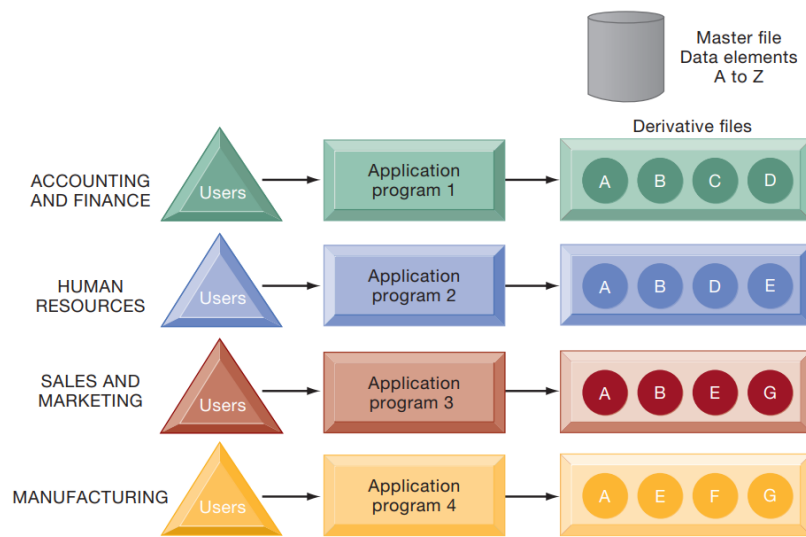 Master file
Data elements
A to Z
Derivative files
ACCOUNTING
AND FINANCE
Users
Application
program 1
A B C D
HUMAN
RESOURCES
Users
Application
program 2
A B D E
SALES AND
MARKETING
Users
Application
program 3
A B E G
MANUFACTURING
Users
Application
program 4
A E F G